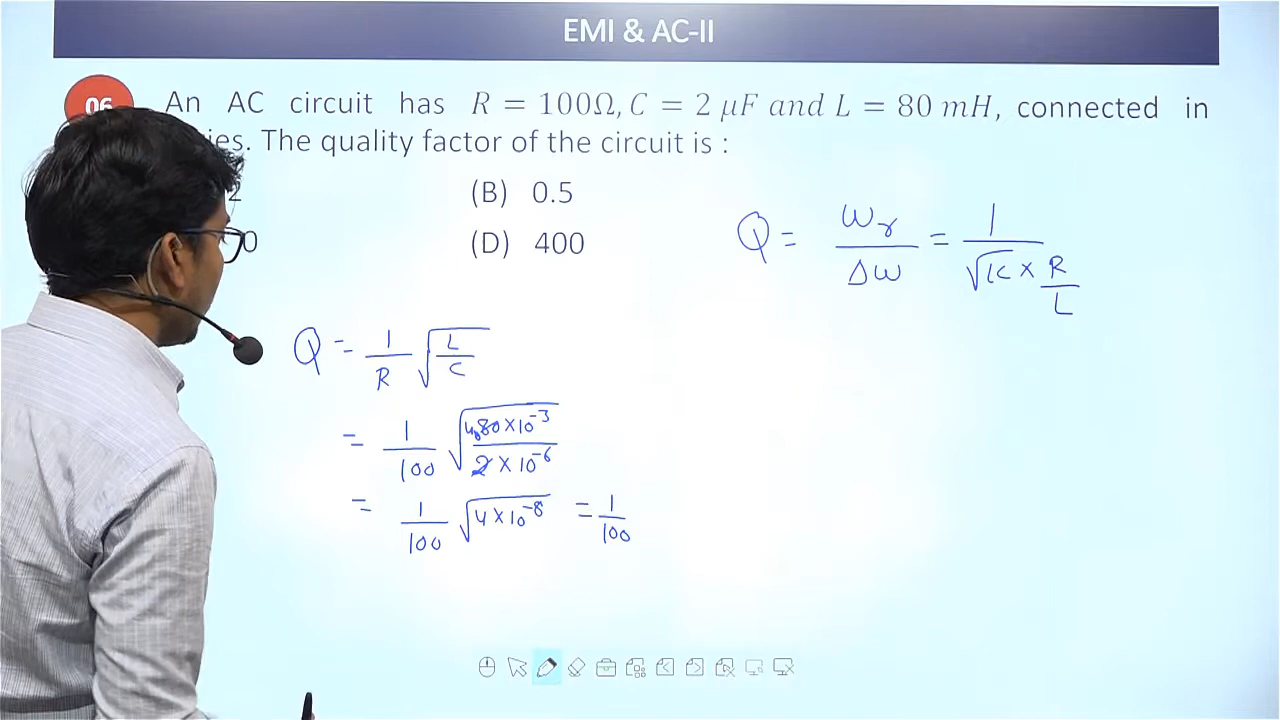 EMI & AC-II
06 An AC circuit has R = 100Ω, C = 2 μF and L = 80 mH, connected in
ies. The quality factor of the circuit is :
2 (B) 0.5
0 (D) 400
Q = ωr/Δω = 1/√LC × R/L
Q = 1/R √L/C
= 1/100 √4080×10⁻³/2×10⁻⁶
= 1/100 √4×10⁻⁸ = 1/100